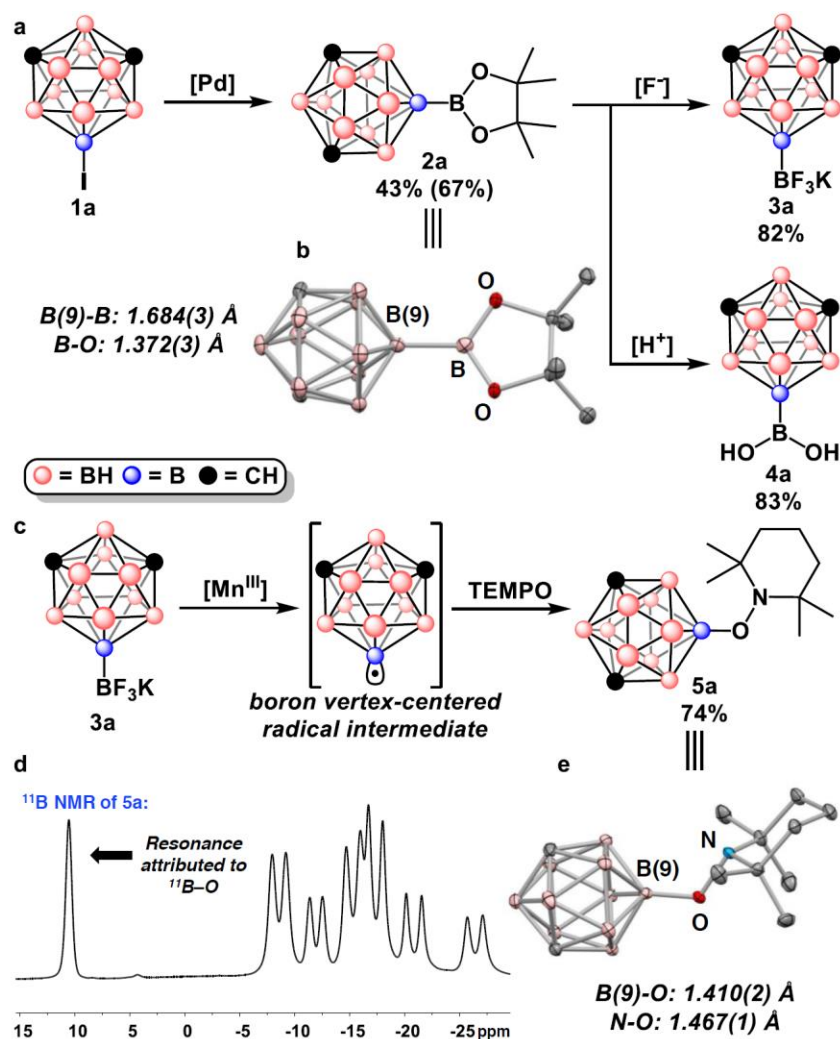 a
I
1a
[Pd]
B
O
O
2a
43% (67%)
[F-]
BF3K
3a
82%
b
B(9)-B: 1.684(3) Å
B-O: 1.372(3) Å
B(9)
O
B
O
[H+]
B
HO
OH
4a
83%
= BH
= B
= CH
c
BF3K
3a
[MnIII]
boron vertex-centered
radical intermediate
TEMPO
O
N
5a
74%
d
11B NMR of 5a:
Resonance
attributed to
11B–O
15 10 5 0 -5 -10 -15 -20 -25 ppm
e
N
B(9)
O
B(9)-O: 1.410(2) Å
N-O: 1.467(1) Å